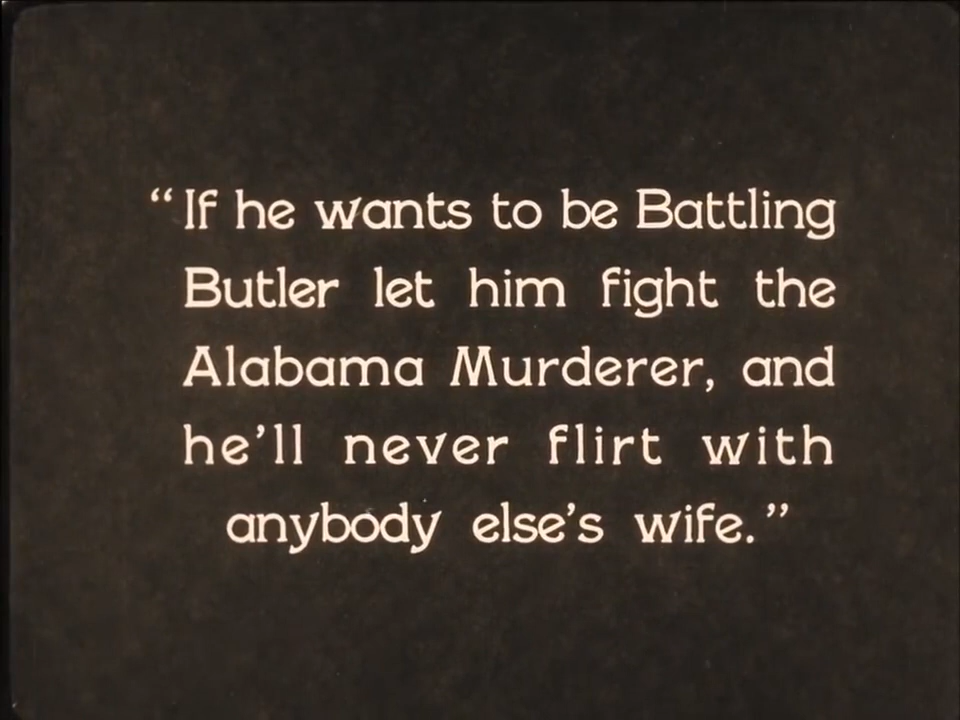 “If he wants to be Battling
Butler let him fight the
Alabama Murderer, and
he’ll never flirt with
anybody else’s wife.”